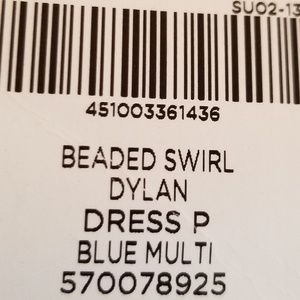 SU02-13
451003361436
BEADED SWIRL
DYLAN
DRESS P
BLUE MULTI
570078925